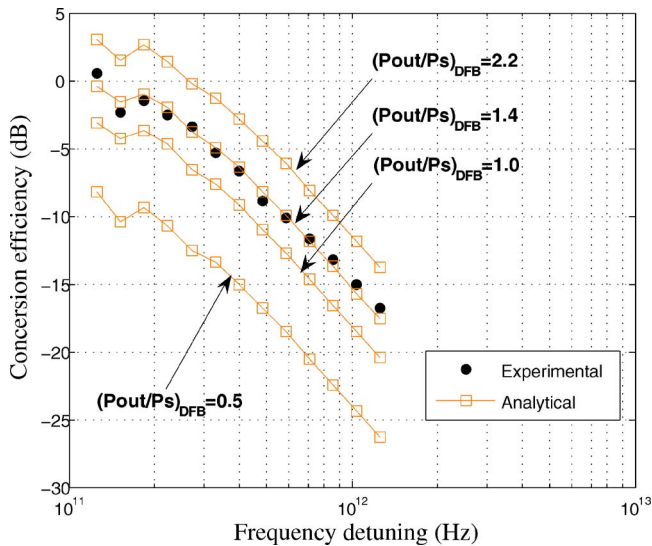 5
0
−5
−10
−15
−20
−25
−30
Concersion efficiency (dB)
(Pout/Ps)DFB=2.2
(Pout/Ps)DFB=1.4
(Pout/Ps)DFB=1.0
(Pout/Ps)DFB=0.5
Experimental
Analytical
10^11
10^12
10^13
Frequency detuning (Hz)